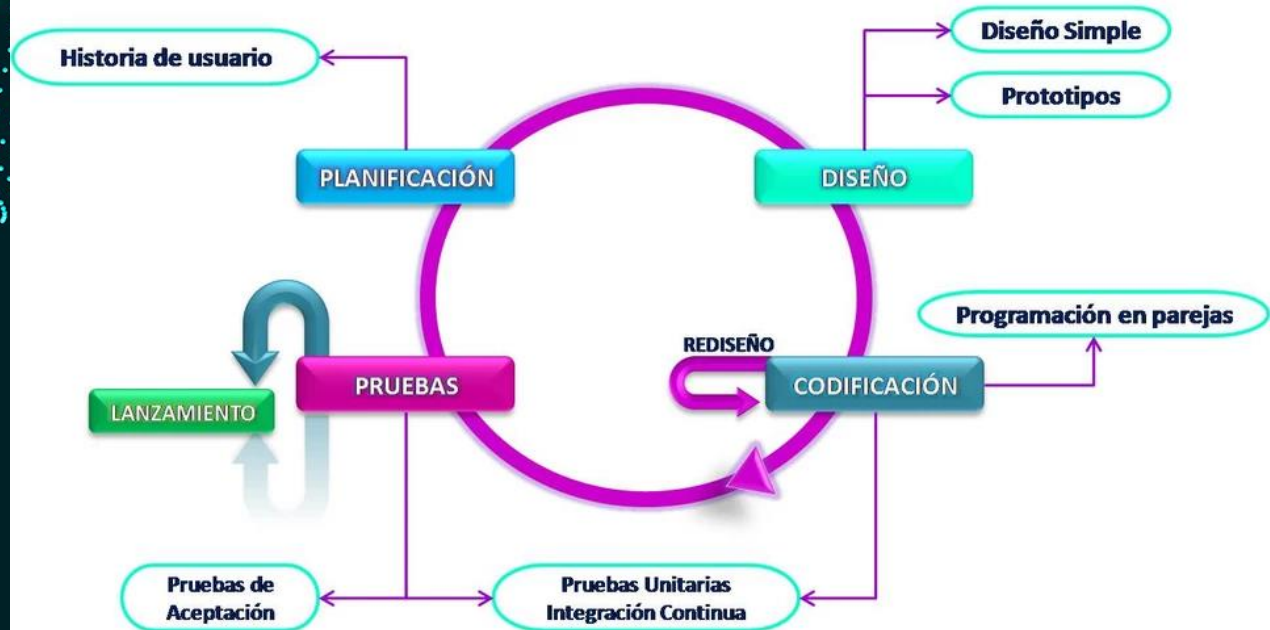 Historia de usuario
Diseño Simple
Prototipos
PLANIFICACIÓN
DISEÑO
Programación en parejas
REDISEÑO
CODIFICACIÓN
PRUEBAS
LANZAMIENTO
Pruebas de
Aceptación
Pruebas Unitarias
Integración Continua